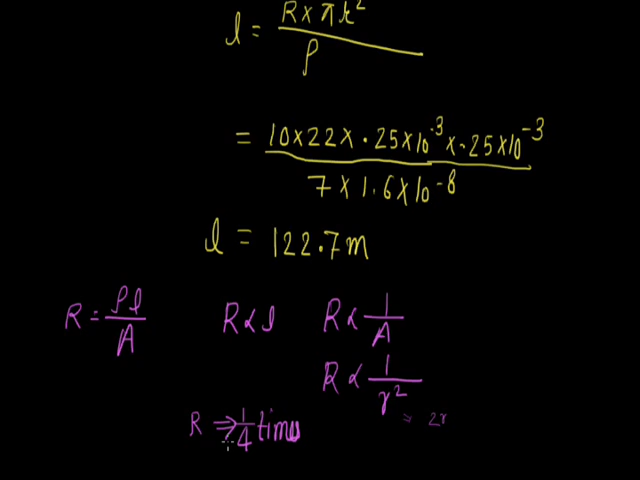 l = R × πr² / ρ
= 10×22×.25×10⁻³×.25×10⁻³ / 7×1.6×10⁻⁸
l = 122.7m
R = ρl / A R ∝ l R ∝ 1/A
R ∝ 1/r² = 2r
R ⇒ 1/4 times